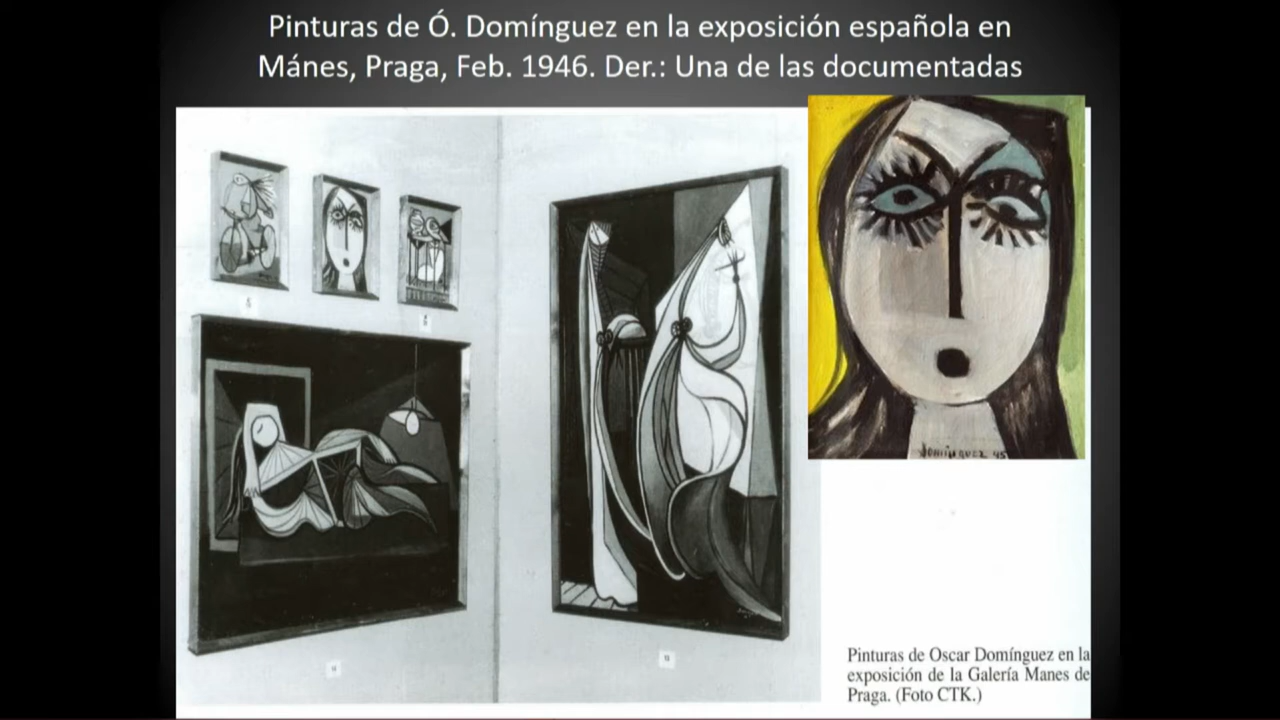 Pinturas de Ó. Domínguez en la exposición española en
Mánes, Praga, Feb. 1946. Der.: Una de las documentadas
Domínguez 45
Pinturas de Oscar Domínguez en la
exposición de la Galería Manes de
Praga. (Foto CTK.)